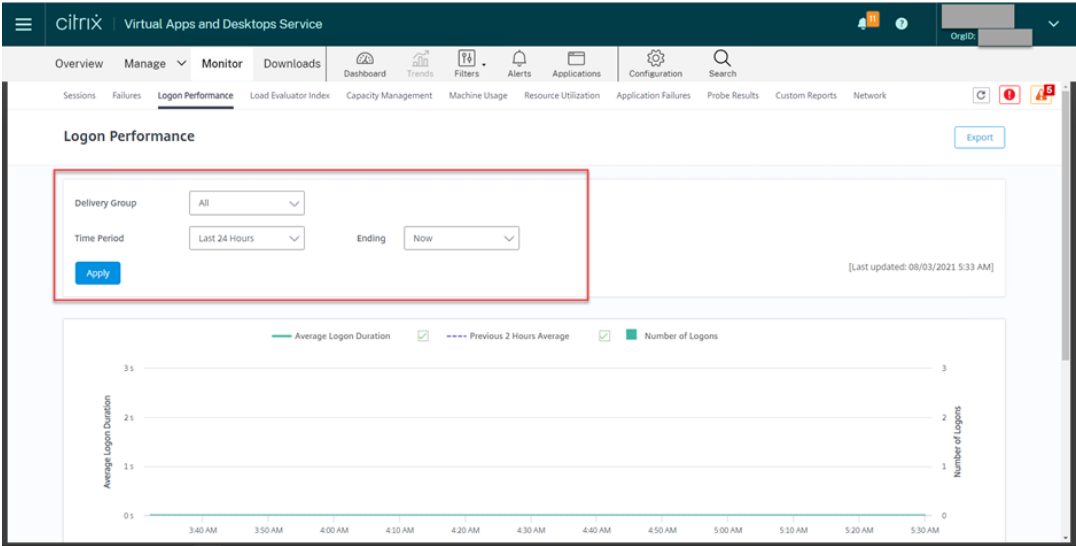 citrix | Virtual Apps and Desktops Service 11 ?
OrgID:
Overview Manage Monitor Downloads Dashboard Trends Filters Alerts Applications Configuration Search
Sessions Failures Logon Performance Load Evaluator Index Capacity Management Machine Usage Resource Utilization Application Failures Probe Results Custom Reports Network 5
Logon Performance Export
Delivery Group All
Time Period Last 24 Hours Ending Now
Apply [Last updated: 08/03/2021 5:33 AM]
Average Logon Duration Previous 2 Hours Average Number of Logons
3 s 3
2 s 2
1 s 1
0 s 0
Average Logon Duration
Number of Logons
3:40 AM 3:50 AM 4:00 AM 4:10 AM 4:20 AM 4:30 AM 4:40 AM 4:50 AM 5:00 AM 5:10 AM 5:20 AM 5:30 AM